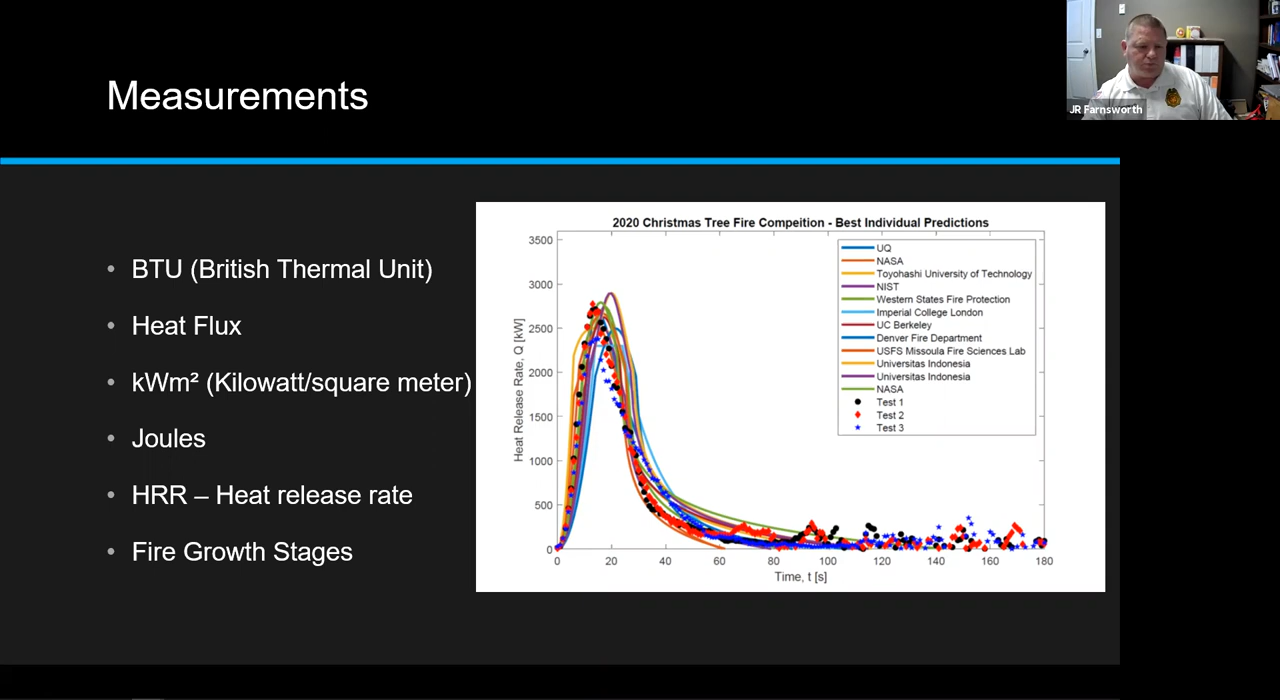 Measurements
JR Farnsworth
• BTU (British Thermal Unit)
• Heat Flux
• kWm² (Kilowatt/square meter)
• Joules
• HRR – Heat release rate
• Fire Growth Stages
2020 Christmas Tree Fire Compeition - Best Individual Predictions
Heat Release Rate, Q [kW]
3500
3000
2500
2000
1500
1000
500
0
0 20 40 60 80 100 120 140 160 180
Time, t [s]
UQ
NASA
Toyohashi University of Technology
NIST
Western States Fire Protection
Imperial College London
UC Berkeley
Denver Fire Department
USFS Missoula Fire Sciences Lab
Universitas Indonesia
Universitas Indonesia
NASA
Test 1
Test 2
Test 3